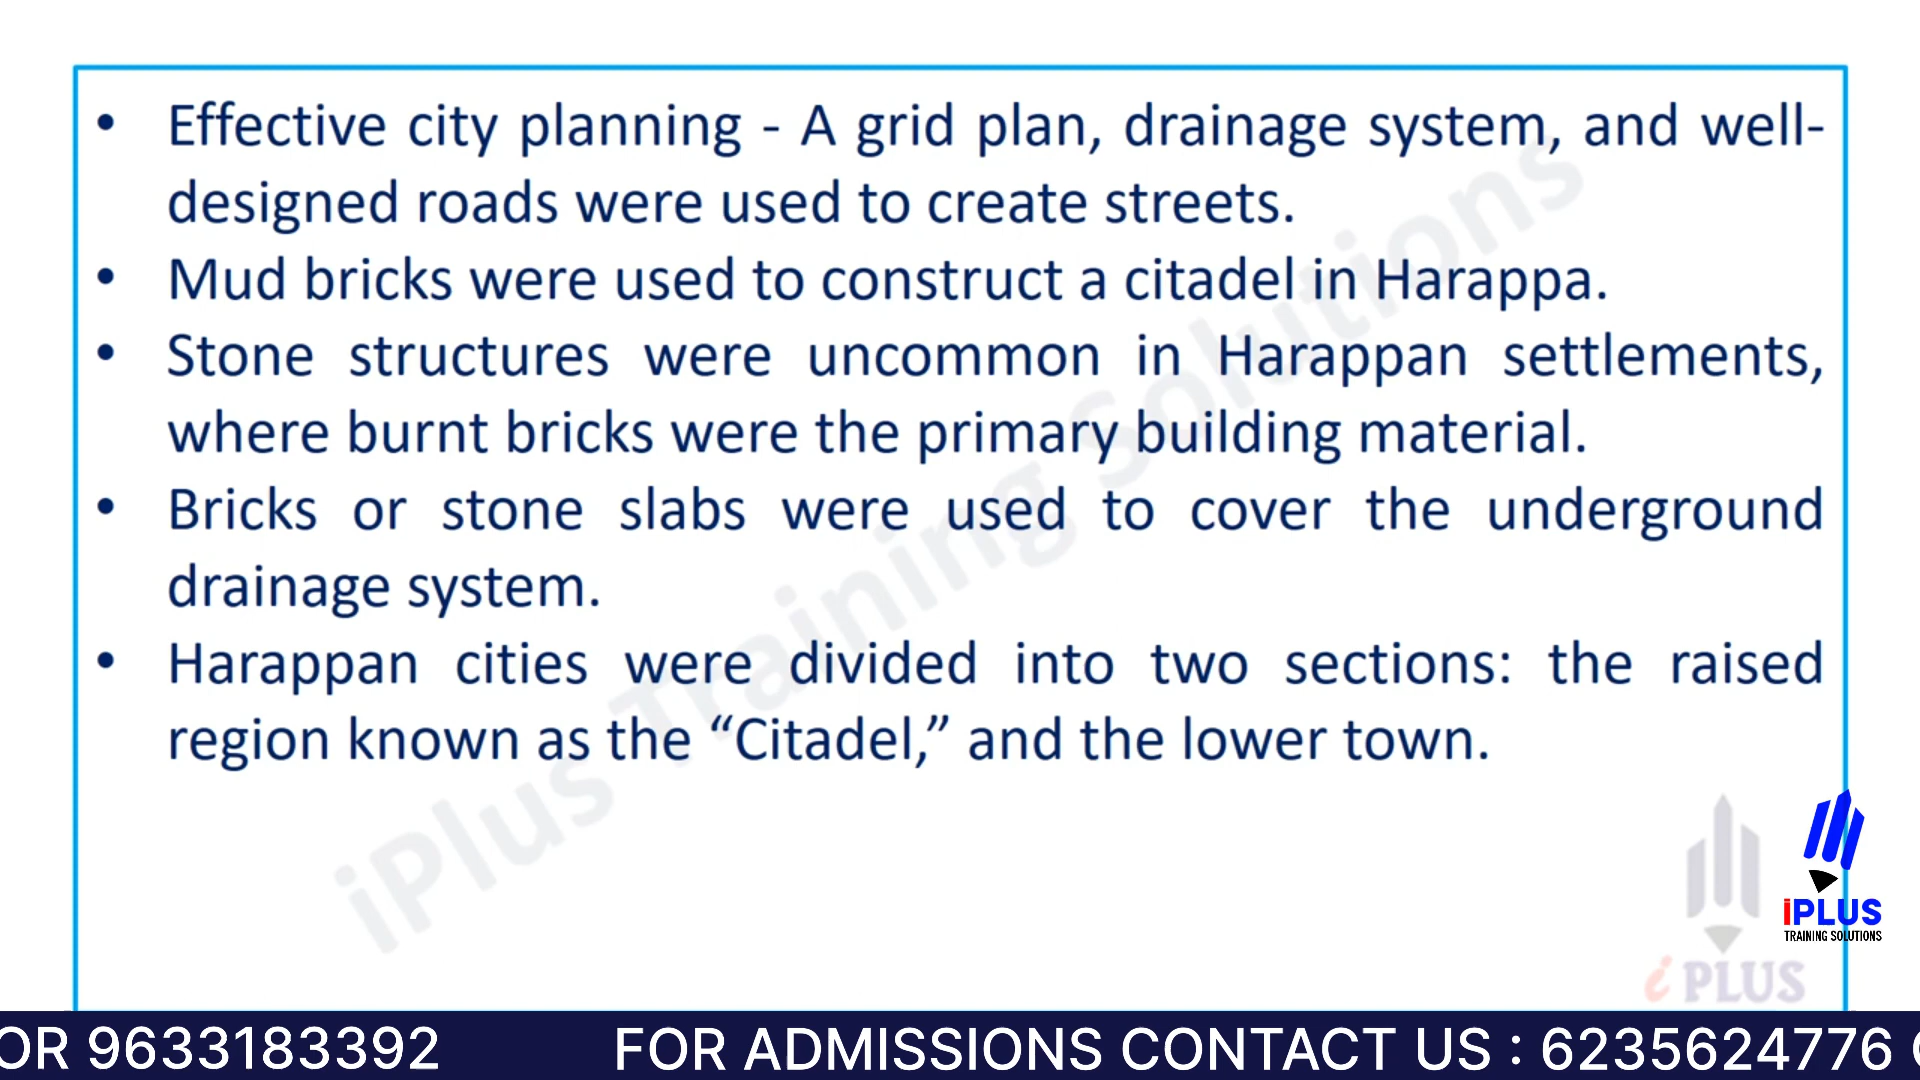 • Effective city planning - A grid plan, drainage system, and well-
designed roads were used to create streets.
• Mud bricks were used to construct a citadel in Harappa.
• Stone structures were uncommon in Harappan settlements,
where burnt bricks were the primary building material.
• Bricks or stone slabs were used to cover the underground
drainage system.
• Harappan cities were divided into two sections: the raised
region known as the “Citadel,” and the lower town.
iPlus Training Solutions
iPLUS
TRAINING SOLUTIONS
i PLUS
OR 9633183392 FOR ADMISSIONS CONTACT US : 6235624776